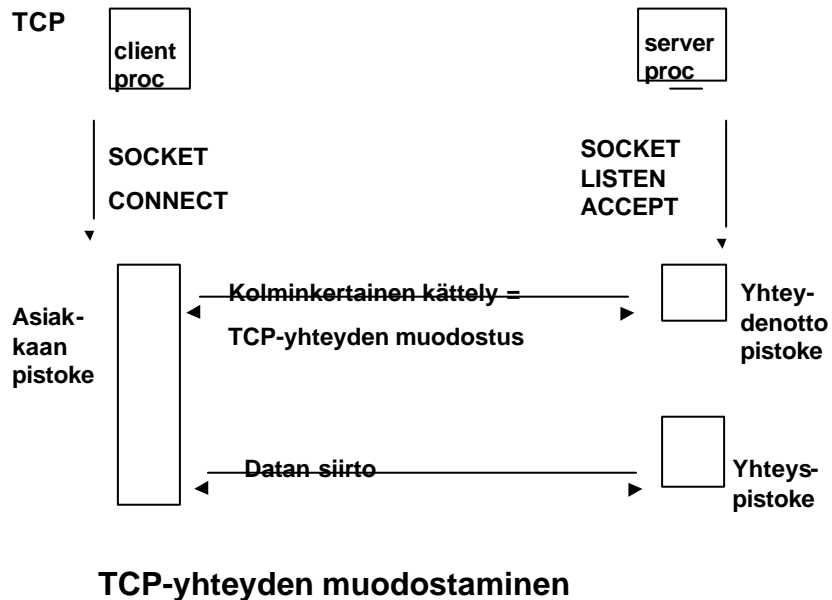 TCP
client
proc
server
proc
SOCKET
CONNECT
SOCKET
LISTEN
ACCEPT
Asiak-
kaan
pistoke
Kolminkertainen kättely =
TCP-yhteyden muodostus
Yhtey-
denotto
pistoke
Datan siirto
Yhteys-
pistoke
TCP-yhteyden muodostaminen